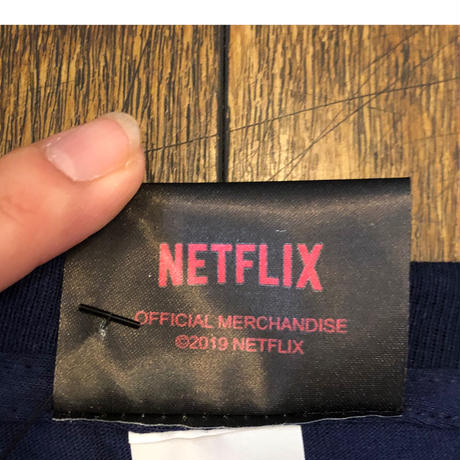 NETFLIX
OFFICIAL MERCHANDISE
©2019 NETFLIX